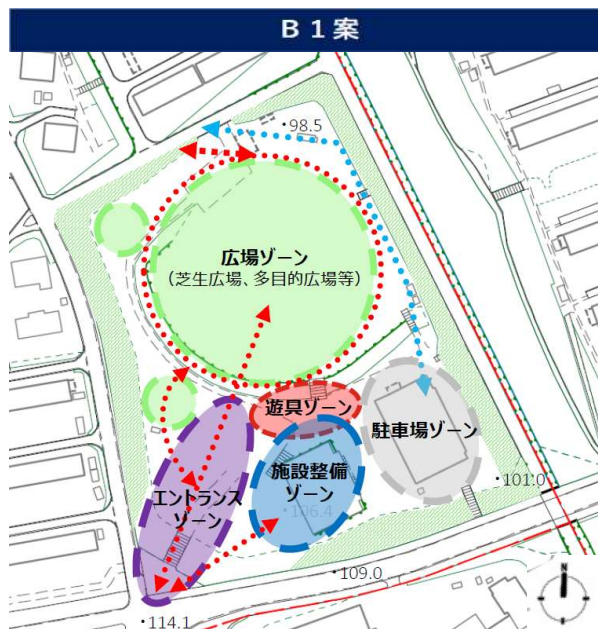 B1案
・98.5
広場ゾーン
（芝生広場、多目的広場等）
遊具ゾーン
駐車場ゾーン
施設整備
ゾーン
エントランス
ゾーン
・101.0
・106.4
・109.0
・114.1
N